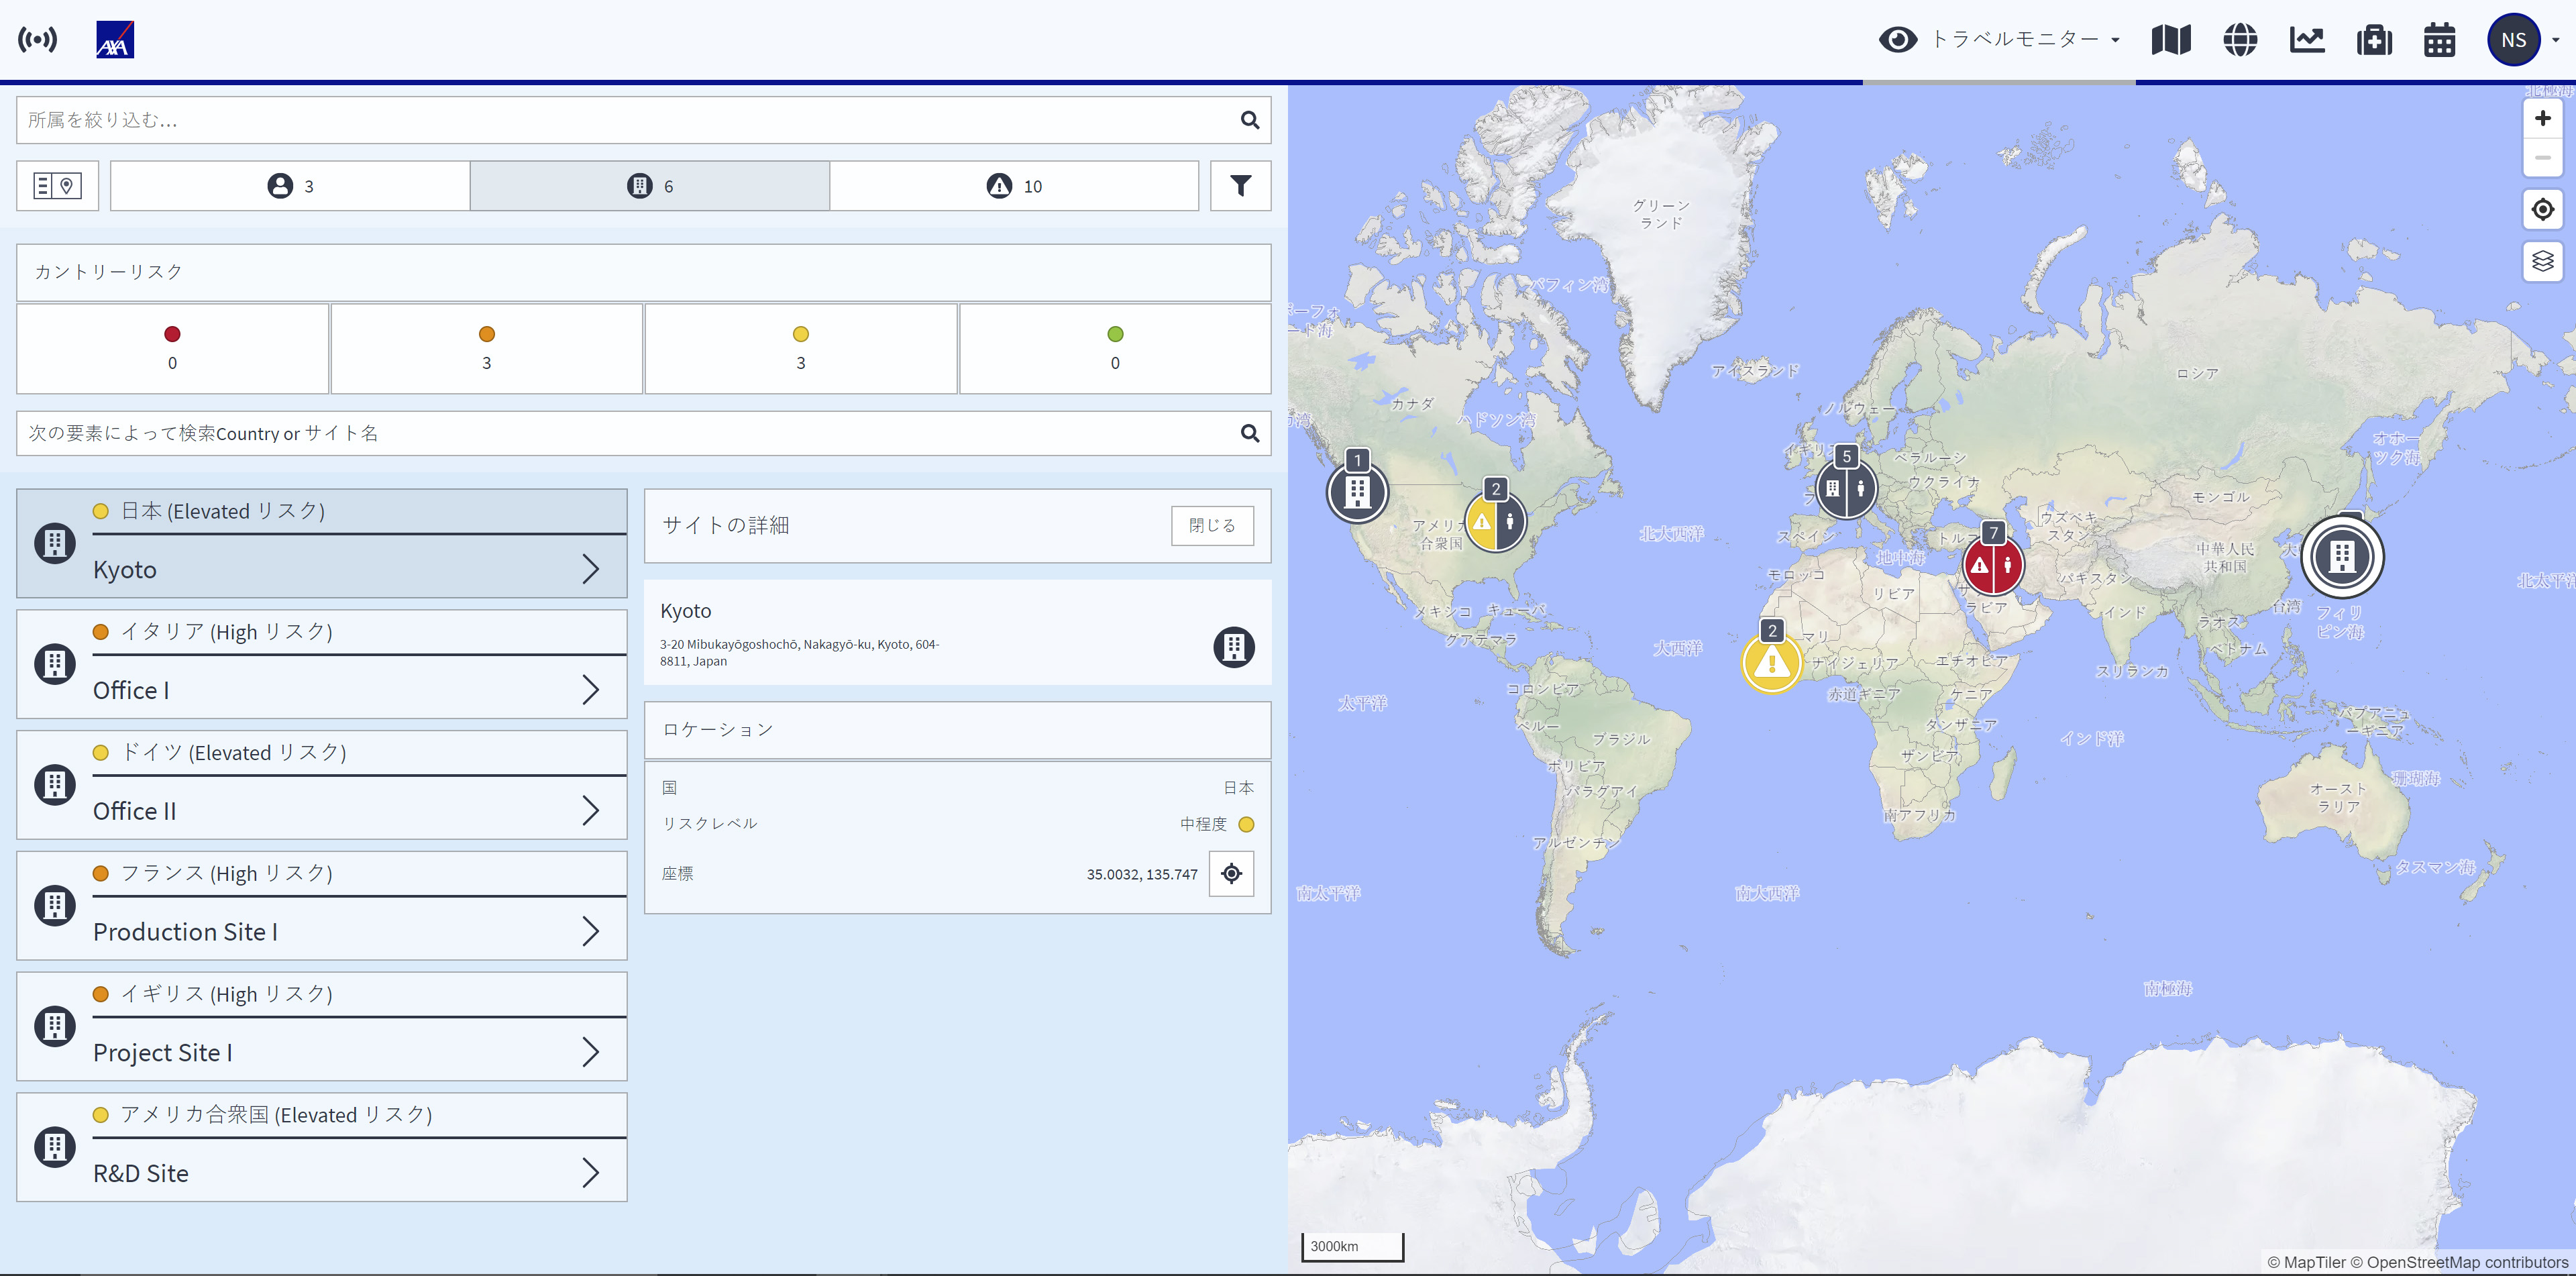 AXA
トラベルモニター
NS
所属を絞り込む...
3
6
10
カントリーリスク
0
3
3
0
次の要素によって検索Country or サイト名
日本 (Elevated リスク)
Kyoto
イタリア (High リスク)
Office I
ドイツ (Elevated リスク)
Office II
フランス (High リスク)
Production Site I
イギリス (High リスク)
Project Site I
アメリカ合衆国 (Elevated リスク)
R&D Site
サイトの詳細
閉じる
Kyoto
3-20 Mibukayōgoshochō, Nakagyō-ku, Kyoto, 604-
8811, Japan
ロケーション
国
日本
リスクレベル
中程度
座標
35.0032, 135.747
グリーン
ランド
バフィン湾
アイスランド
ロシア
カナダ
ハドソン湾
ノルウェー
オホー
ツク海
ベラルーシ
ウクライナ
モンゴル
1
2
5
7
2
アメリカ
合衆国
北大西洋
スペイン
地中海
ウズベキ
スタン
中華人民
共和国
モロッコ
リビア
ラビア
パキスタン
インド
台湾
フィリ
ピン海
メキシコ
キューバ
グアテマラ
大西洋
マリ
ナイジェリア
エチオピア
ラオス
ベトナム
スリランカ
コロンビア
赤道ギニア
ケニア
太平洋
ペルー
ブラジル
タンザニア
パプアニュ
ーギニア
インド洋
ボリビア
ザンビア
パラグアイ
珊瑚海
オースト
ラリア
南アフリカ
アルゼンチン
タスマン海
南太平洋
南大西洋
南極海
3000km
© MapTiler © OpenStreetMap contributors